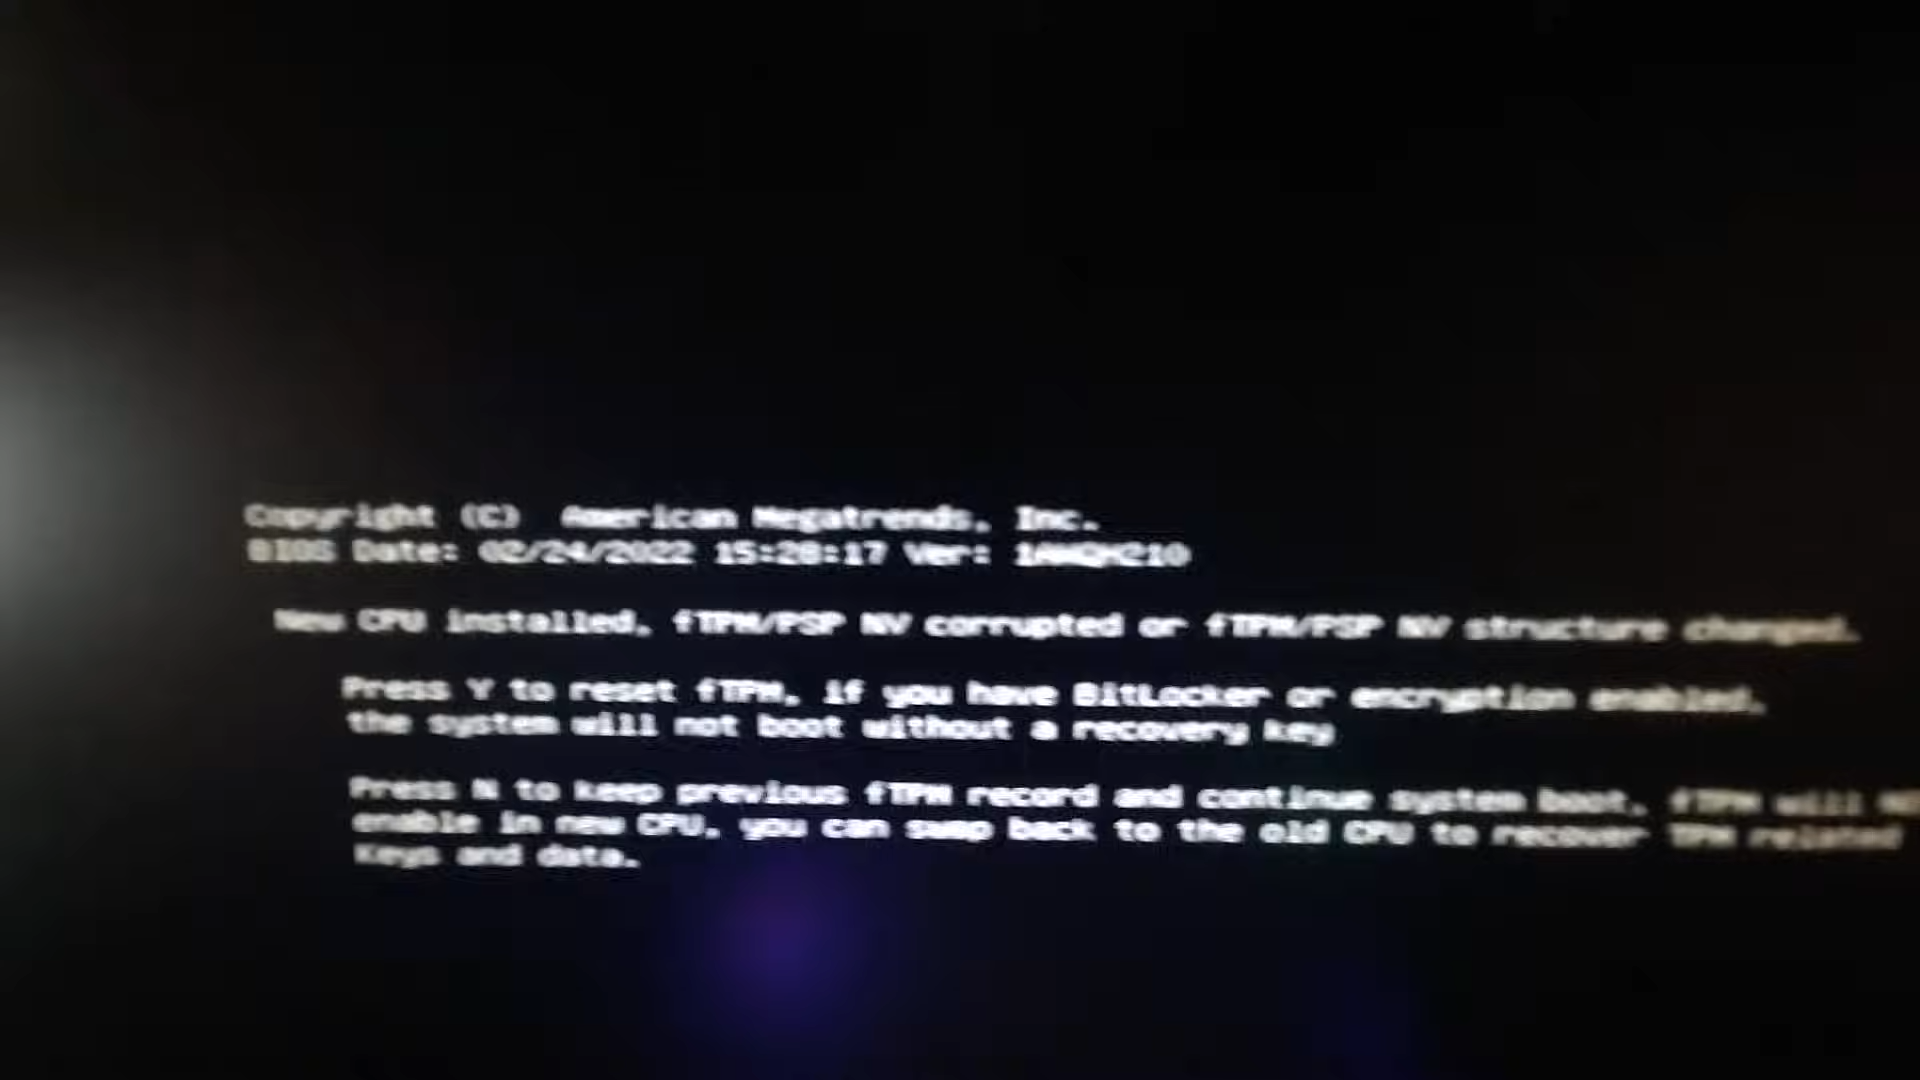 Copyright (C)  American Megatrends, Inc.
BIOS Date: 02/24/2022 15:28:17 Ver:
New CPU installed, fTPM/PSP NV corrupted or fTPM/PSP NV structure changed.
Press Y to reset fTPM, if you have BitLocker or encryption enabled,
the system will not boot without a recovery key
Press N to keep previous fTPM record and continue system boot, fTPM will
enable in new CPU, you can swap back to the old CPU to recover TPM related
Keys and data.